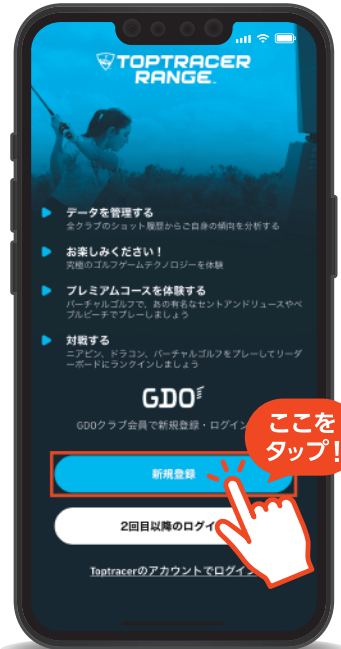 TOPTRACER
RANGE
データを管理する
全クラブのショット履歴からご自身の傾向を分析する
お楽しみください！
究極のゴルフゲームテクノロジーを体験
プレミアムコースを体験する
バーチャルゴルフで、あの有名なセントアンドリュースやペ
ブルビーチでプレーしましょう
対戦する
ニアピン、ドラコン、バーチャルゴルフをプレーしてリーダ
ーボードにランクインしましょう
GDO
GDOクラブ会員で新規登録・ログイン
ここを
タップ!
新規登録
2回目以降のログイ
Toptracerのアカウントでログイン